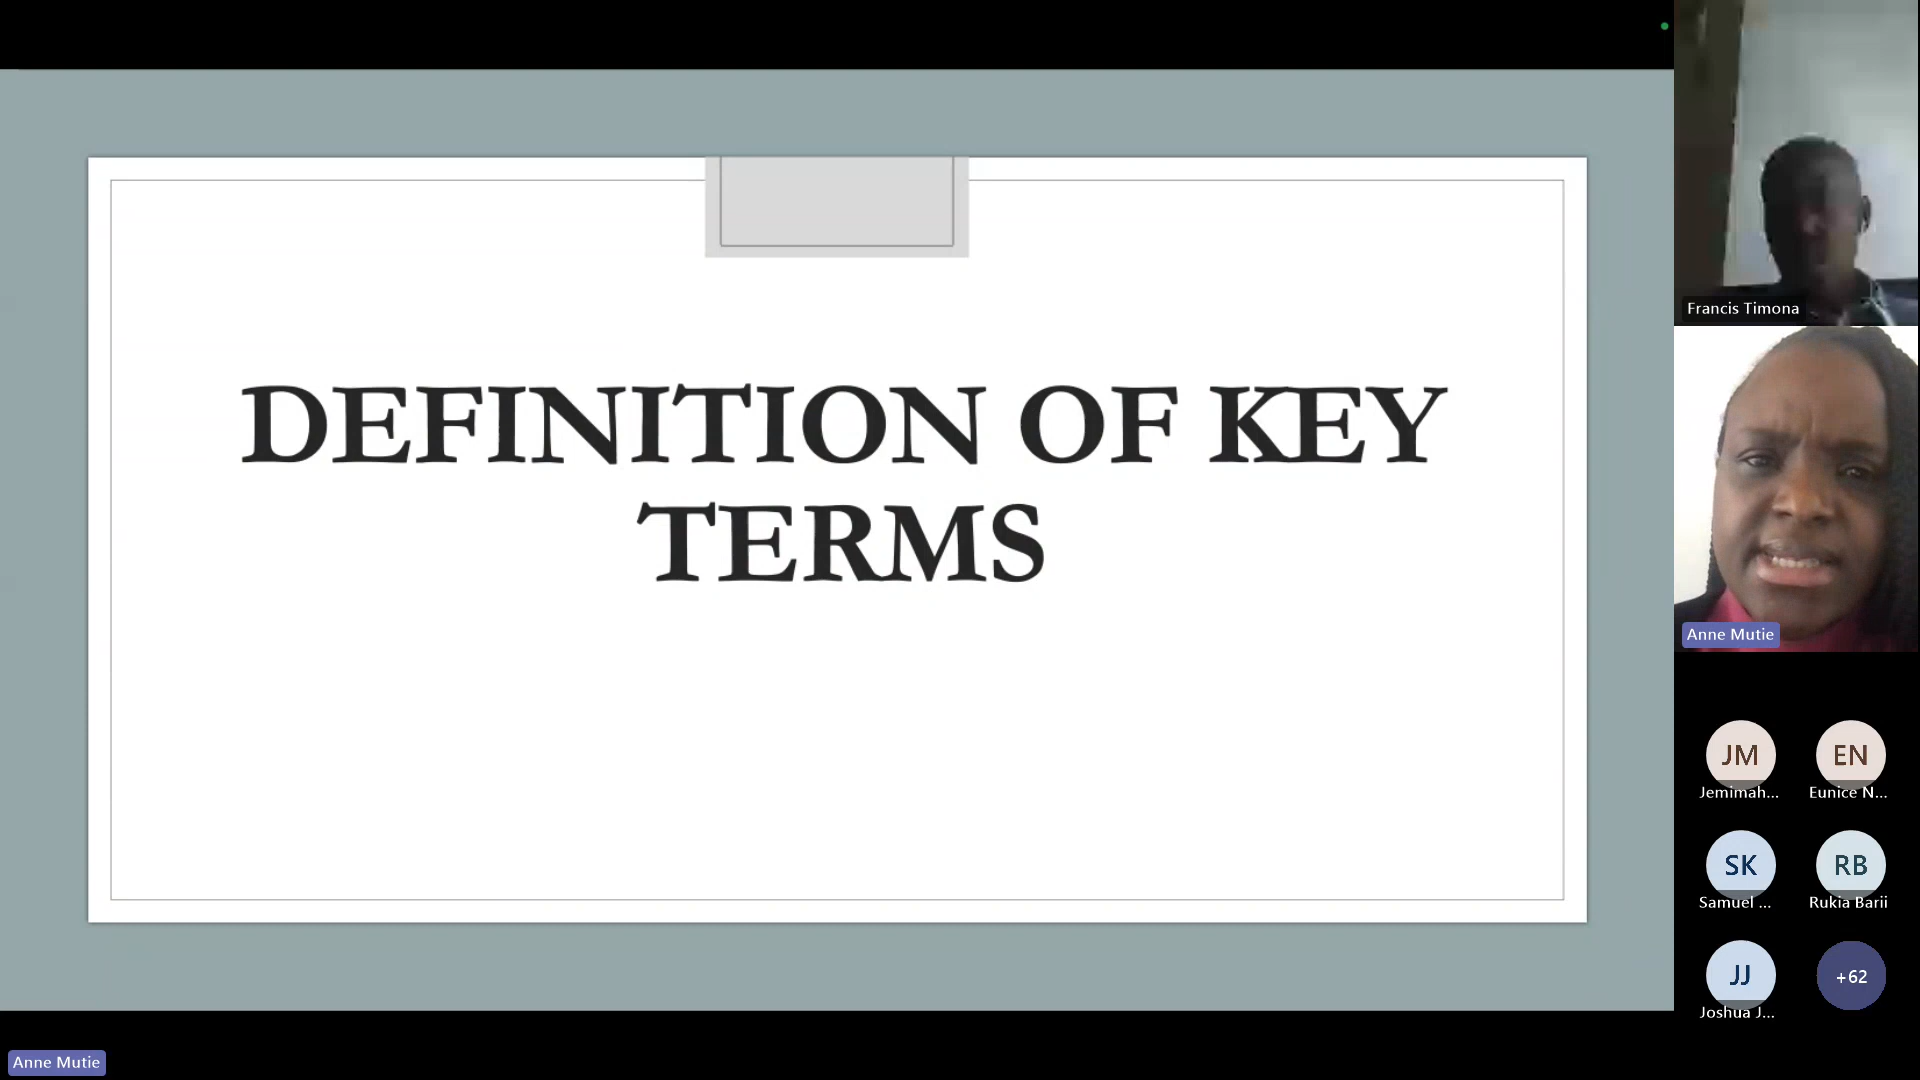 DEFINITION OF KEY
TERMS
Francis Timona
Anne Mutie
JM
EN
Jemimah...
Eunice N...
SK
RB
Samuel ...
Rukia Barii
JJ
+62
Joshua J...
Anne Mutie